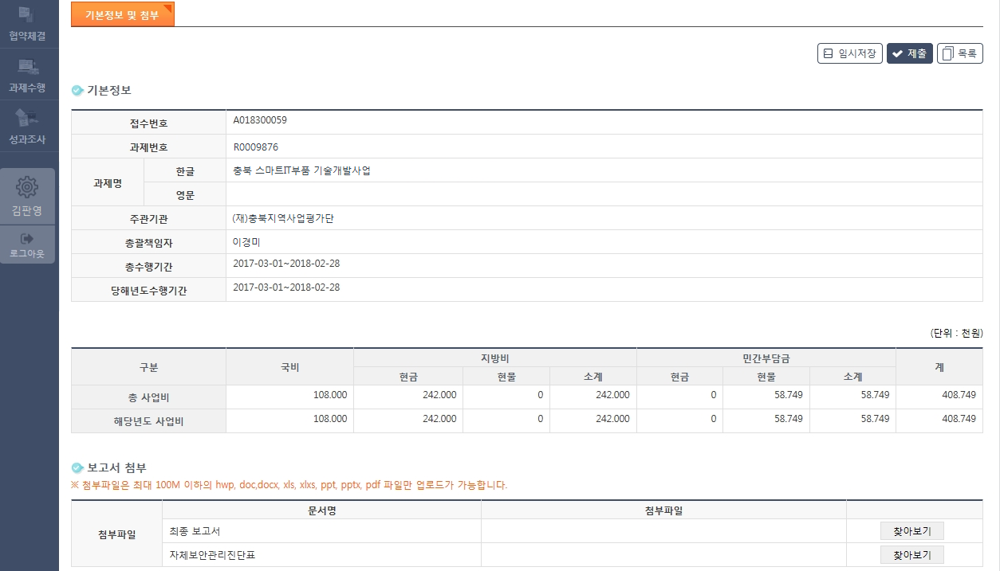 협약체결
과제수행
성과조사
김판영
로그아웃
기본정보 및 첨부
임시저장 제출 목록
기본정보
접수번호 A018300059
과제번호 R0009876
과제명 한글 충북 스마트IT부품 기술개발사업
영문
주관기관 (재)충북지역사업평가단
총괄책임자 이경미
총수행기간 2017-03-01~2018-02-28
당해년도수행기간 2017-03-01~2018-02-28
(단위 : 천원)
구분 국비 지방비 민간부담금 계
현금 현물 소계 현금 현물 소계
총 사업비 108.000 242.000 0 242.000 0 58.749 58.749 408.749
해당년도 사업비 108.000 242.000 0 242.000 0 58.749 58.749 408.749
보고서 첨부
※ 첨부파일은 최대 100M 이하의 hwp, doc,docx, xls, xlxs, ppt, pptx, pdf 파일만 업로드가 가능합니다.
첨부파일 문서명 첨부파일
최종 보고서 찾아보기
자체보안관리진단표 찾아보기